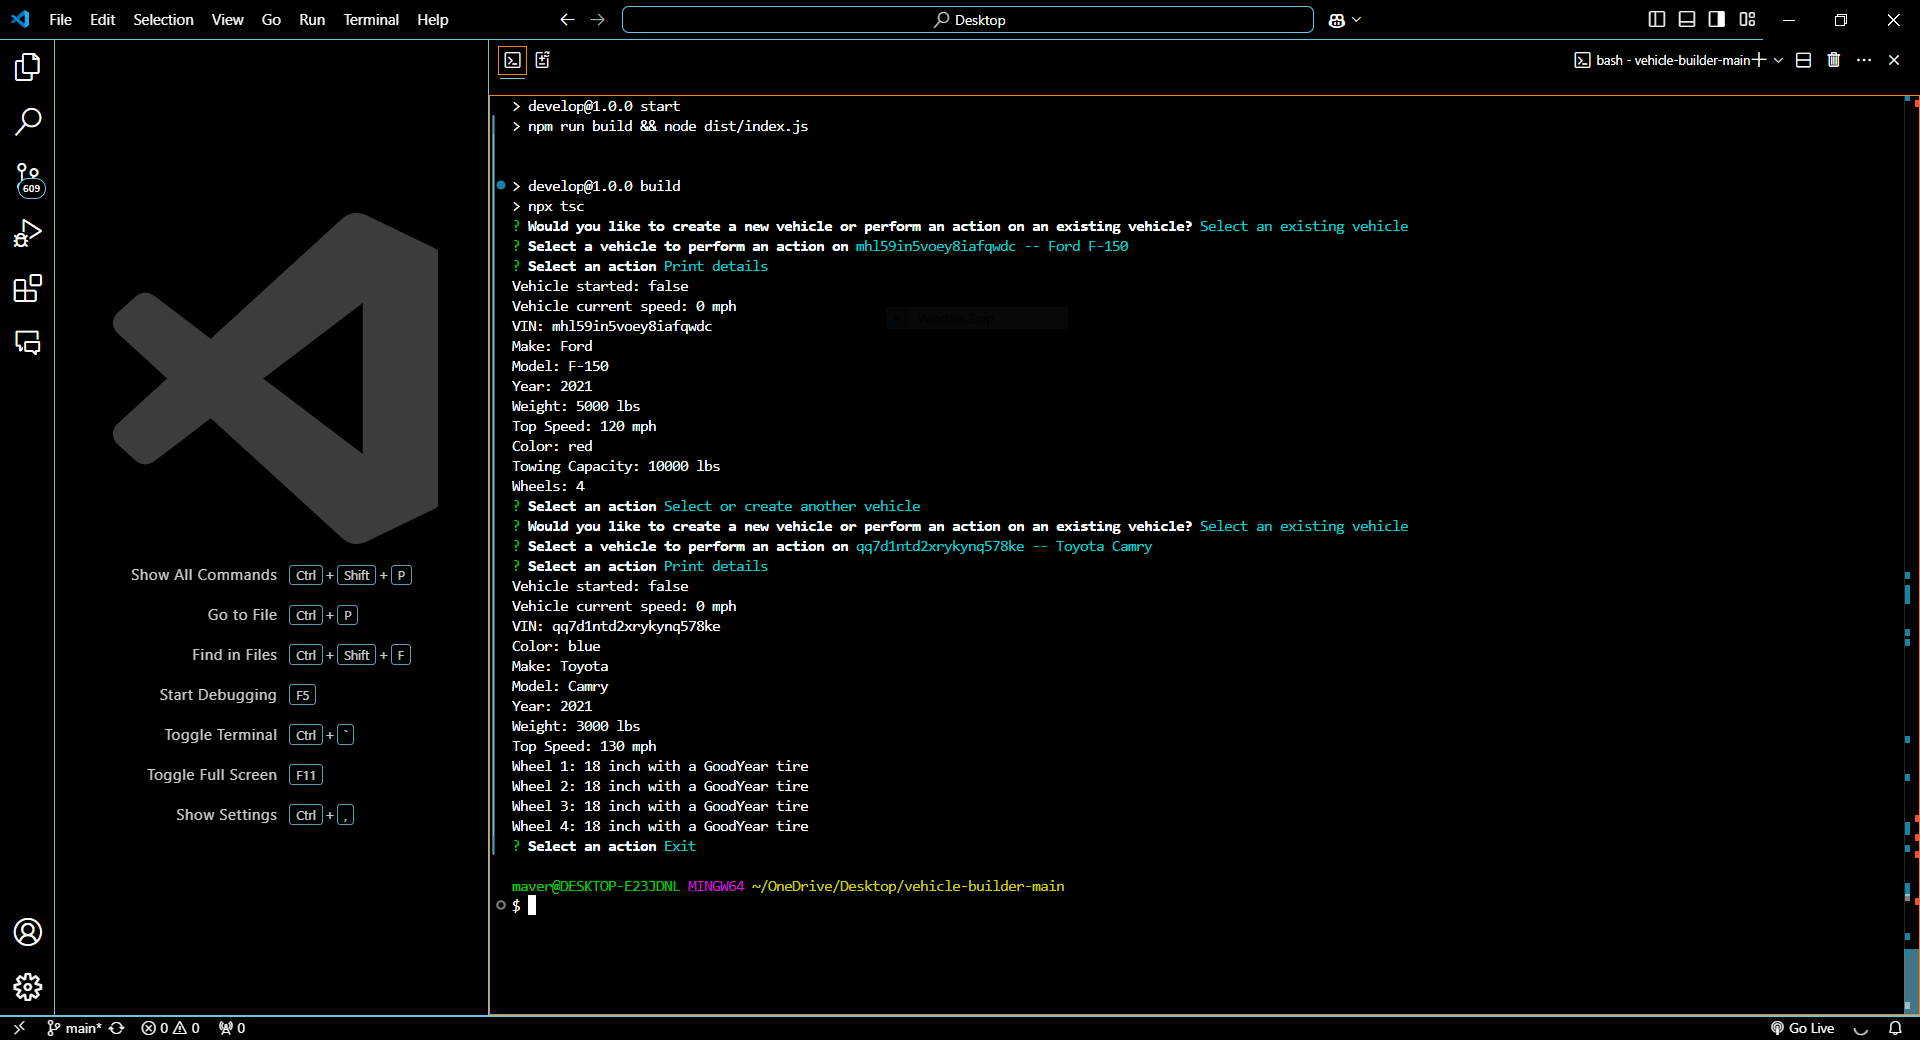 File Edit Selection View Go Run Terminal Help
Desktop
bash - vehicle-builder-main
609
> develop@1.0.0 start
> npm run build && node dist/index.js
> develop@1.0.0 build
> npx tsc
? Would you like to create a new vehicle or perform an action on an existing vehicle? Select an existing vehicle
? Select a vehicle to perform an action on mhl59in5voey8iafqwdc -- Ford F-150
? Select an action Print details
Vehicle started: false
Vehicle current speed: 0 mph
VIN: mhl59in5voey8iafqwdc
Make: Ford
Model: F-150
Year: 2021
Weight: 5000 lbs
Top Speed: 120 mph
Color: red
Towing Capacity: 10000 lbs
Wheels: 4
? Select an action Select or create another vehicle
? Would you like to create a new vehicle or perform an action on an existing vehicle? Select an existing vehicle
? Select a vehicle to perform an action on qq7d1ntd2xrykynq578ke -- Toyota Camry
? Select an action Print details
Vehicle started: false
Vehicle current speed: 0 mph
VIN: qq7d1ntd2xrykynq578ke
Color: blue
Make: Toyota
Model: Camry
Year: 2021
Weight: 3000 lbs
Top Speed: 130 mph
Wheel 1: 18 inch with a GoodYear tire
Wheel 2: 18 inch with a GoodYear tire
Wheel 3: 18 inch with a GoodYear tire
Wheel 4: 18 inch with a GoodYear tire
? Select an action Exit
maver@DESKTOP-E23JDNL MINGW64 ~/OneDrive/Desktop/vehicle-builder-main
$
Show All Commands Ctrl + Shift + P
Go to File Ctrl + P
Find in Files Ctrl + Shift + F
Start Debugging F5
Toggle Terminal Ctrl + `
Toggle Full Screen F11
Show Settings Ctrl + ,
main* 0 0 0
Go Live